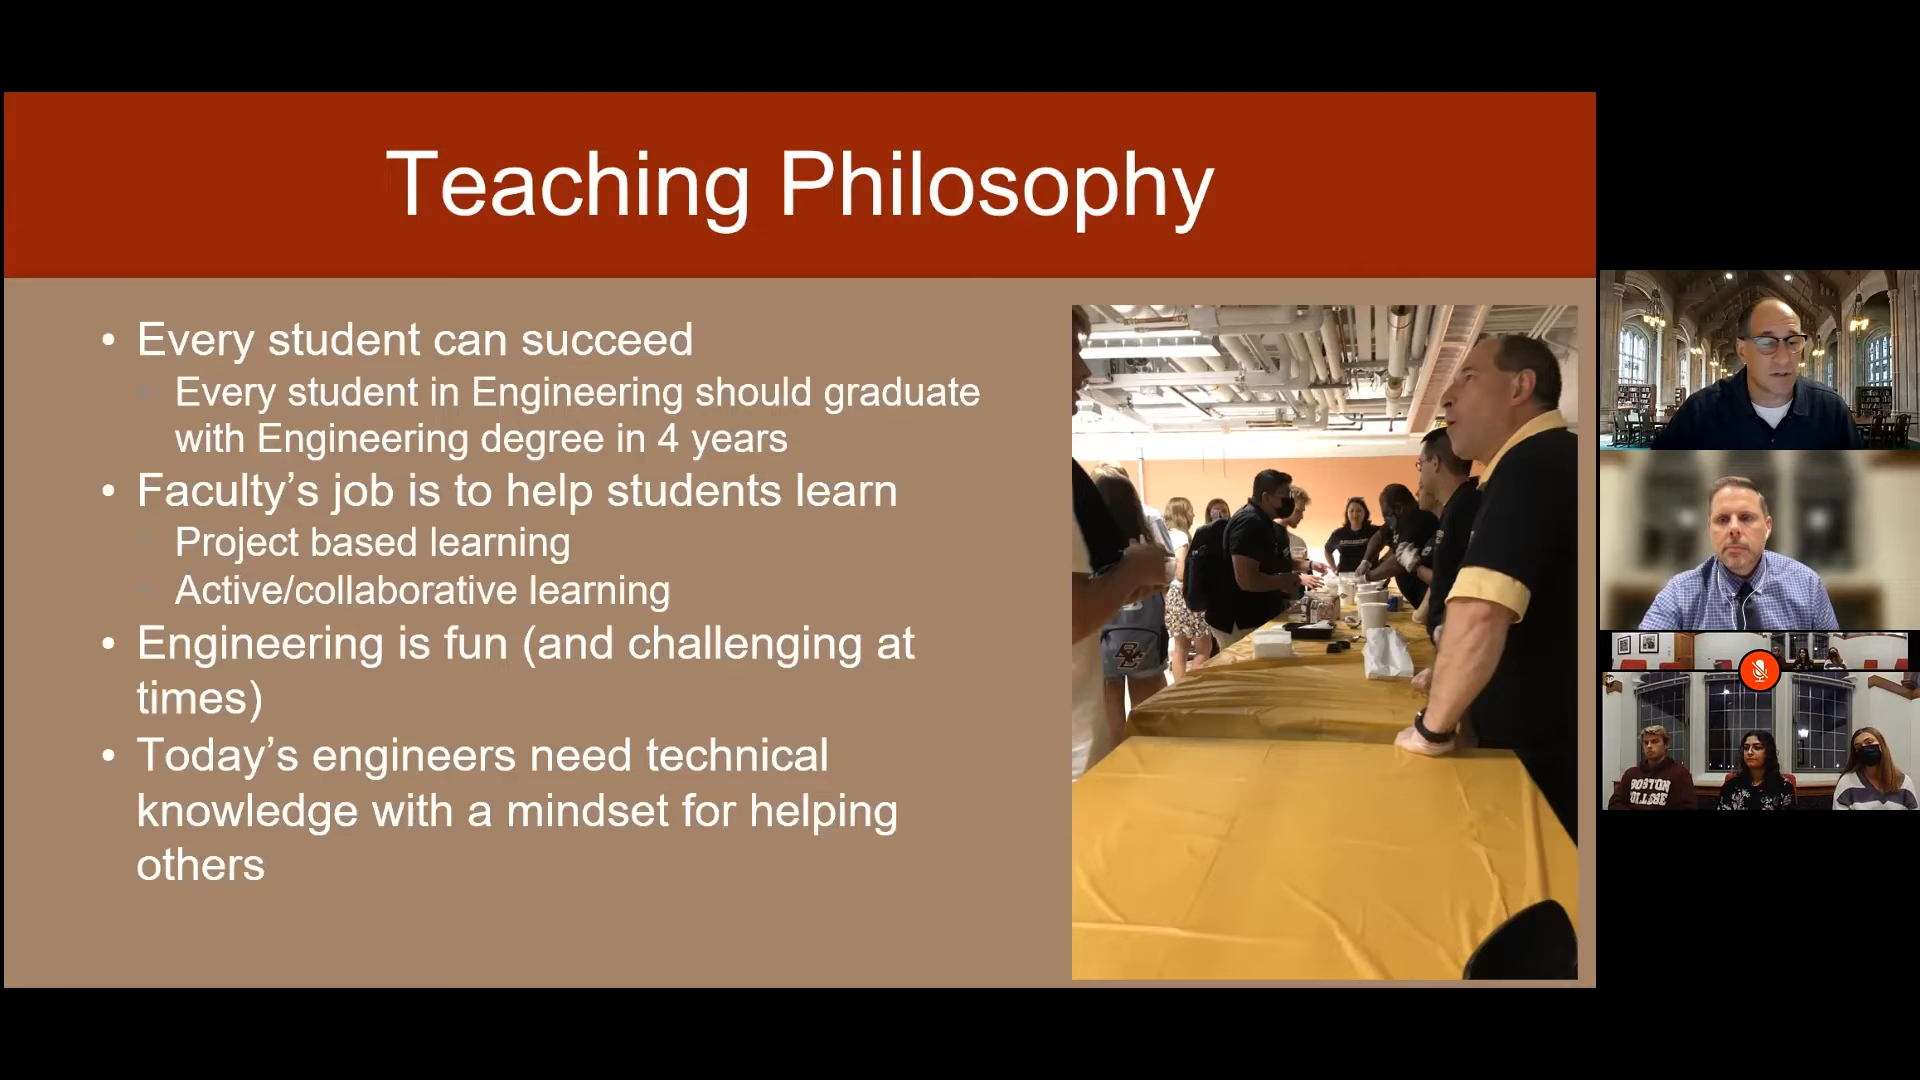 Teaching Philosophy
• Every student can succeed
- Every student in Engineering should graduate
with Engineering degree in 4 years
• Faculty’s job is to help students learn
- Project based learning
- Active/collaborative learning
• Engineering is fun (and challenging at
times)
• Today’s engineers need technical
knowledge with a mindset for helping
others
BOSTON
COLLEGE